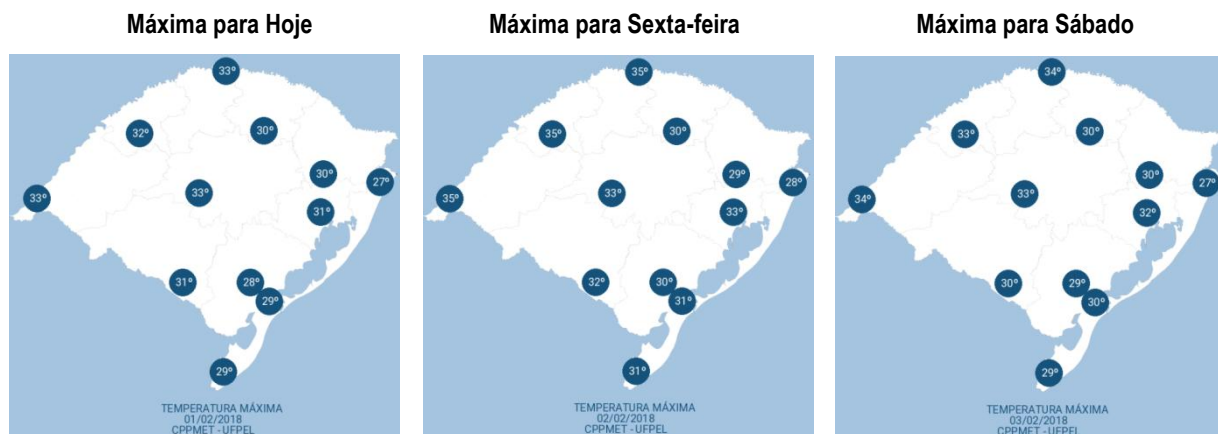 Máxima para Hoje
33º
32º
30º
30º
27º
33º
33º
31º
31º
28º
29º
29º
TEMPERATURA MÁXIMA
01/02/2018
CPPMET - UFPEL
Máxima para Sexta-feira
35º
35º
30º
29º
28º
35º
33º
33º
32º
30º
31º
31º
TEMPERATURA MÁXIMA
02/02/2018
CPPMET - UFPEL
Máxima para Sábado
34º
33º
30º
30º
27º
34º
33º
32º
30º
29º
30º
29º
TEMPERATURA MÁXIMA
03/02/2018
CPPMET - UFPEL